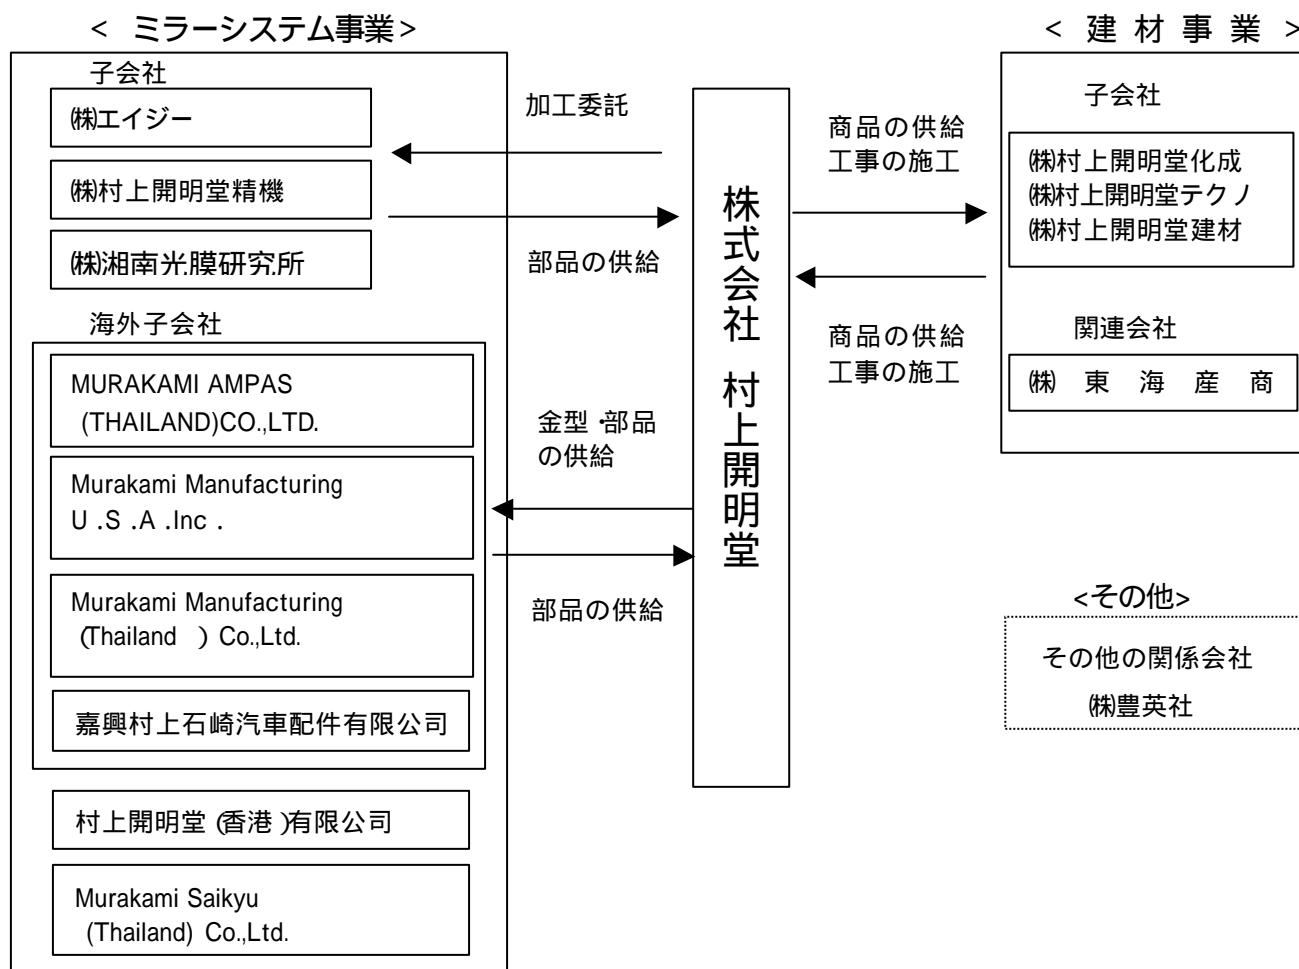 < ミラーシステム事業>
子会社
㈱エイジー
㈱村上開明堂精機
㈱湘南光膜研究所
海外子会社
MURAKAMI AMPAS
(THAILAND)CO.,LTD.
Murakami Manufacturing
U.S.A.Inc.
Murakami Manufacturing
(Thailand) Co.,Ltd.
嘉興村上石崎汽車配件有限公司
村上開明堂(香港)有限公司
Murakami Saikyu
(Thailand) Co.,Ltd.
加工委託
部品の供給
金型・部品
の供給
部品の供給
株式会社 村上開明堂
商品の供給
工事の施工
商品の供給
工事の施工
< 建 材 事 業 >
子会社
㈱村上開明堂化成
㈱村上開明堂テクノ
㈱村上開明堂建材
関連会社
㈱ 東 海 産 商
<その他>
その他の関係会社
㈱豊英社